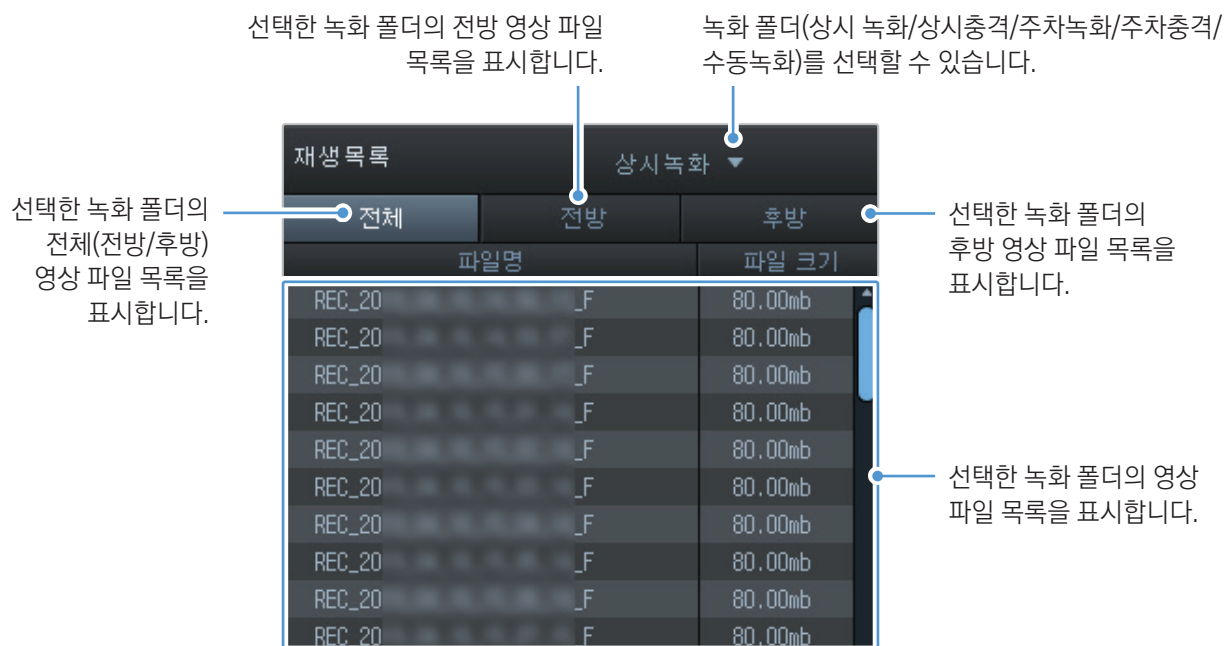 선택한 녹화 폴더의 전방 영상 파일
목록을 표시합니다.
녹화 폴더(상시 녹화/상시충격/주차녹화/주차충격/
수동녹화)를 선택할 수 있습니다.
재생목록 상시녹화 ▼
선택한 녹화 폴더의
전체(전방/후방)
영상 파일 목록을
표시합니다.
전체 전방 후방
선택한 녹화 폴더의
후방 영상 파일 목록을
표시합니다.
파일명 파일 크기
REC_20 _F 80.00mb
REC_20 _F 80.00mb
REC_20 _F 80.00mb
REC_20 _F 80.00mb
REC_20 _F 80.00mb
REC_20 _F 80.00mb
REC_20 _F 80.00mb
REC_20 _F 80.00mb
REC_20 _F 80.00mb
REC_20 _F 80.00mb
선택한 녹화 폴더의 영상
파일 목록을 표시합니다.